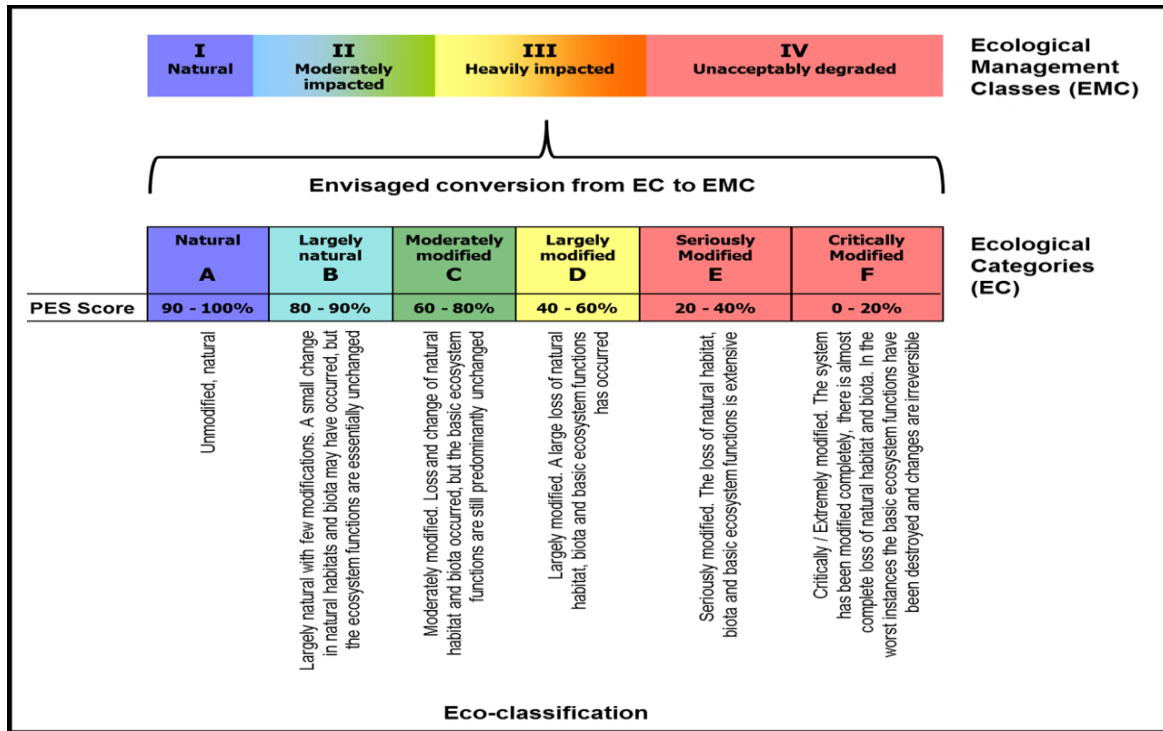 I
Natural
II
Moderately
impacted
III
Heavily impacted
IV
Unacceptably degraded
Ecological
Management
Classes (EMC)
Envisaged conversion from EC to EMC
Natural
A
Largely
natural
B
Moderately
modified
C
Largely
modified
D
Seriously
Modified
E
Critically
Modified
F
Ecological
Categories
(EC)
PES Score
90 - 100%
80 - 90%
60 - 80%
40 - 60%
20 - 40%
0 - 20%
Unmodified, natural
Largely natural with few modifications. A small change
in natural habitats and biota may have occurred, but
the ecosystem functions are essentially unchanged
Moderately modified. Loss and change of natural
habitat and biota occurred, but the basic ecosystem
functions are still predominantly unchanged
Largely modified. A large loss of natural
habitat, biota and basic ecosystem functions
has occurred
Seriously modified. The loss of natural habitat,
biota and basic ecosystem functions is extensive
Critically / Extremely modified. The system
has been modified completely, there is almost
complete loss of natural habitat and biota. In the
worst instances the basic ecosystem functions have
been destroyed and changes are irreversible
Eco-classification